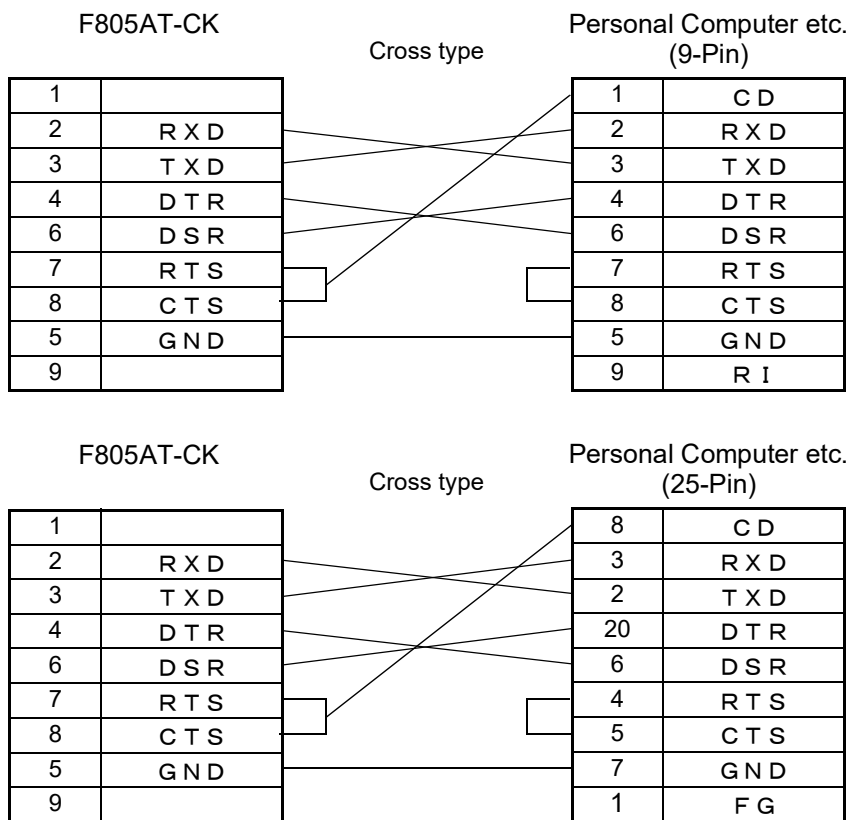 F805AT-CK Cross type Personal Computer etc.
(9-Pin)
1 1 CD
2 RXD 2 RXD
3 TXD 3 TXD
4 DTR 4 DTR
6 DSR 6 DSR
7 RTS 7 RTS
8 CTS 8 CTS
5 GND 5 GND
9 9 RI
F805AT-CK Cross type Personal Computer etc.
(25-Pin)
1 8 CD
2 RXD 3 RXD
3 TXD 2 TXD
4 DTR 20 DTR
6 DSR 6 DSR
7 RTS 4 RTS
8 CTS 5 CTS
5 GND 7 GND
9 1 FG